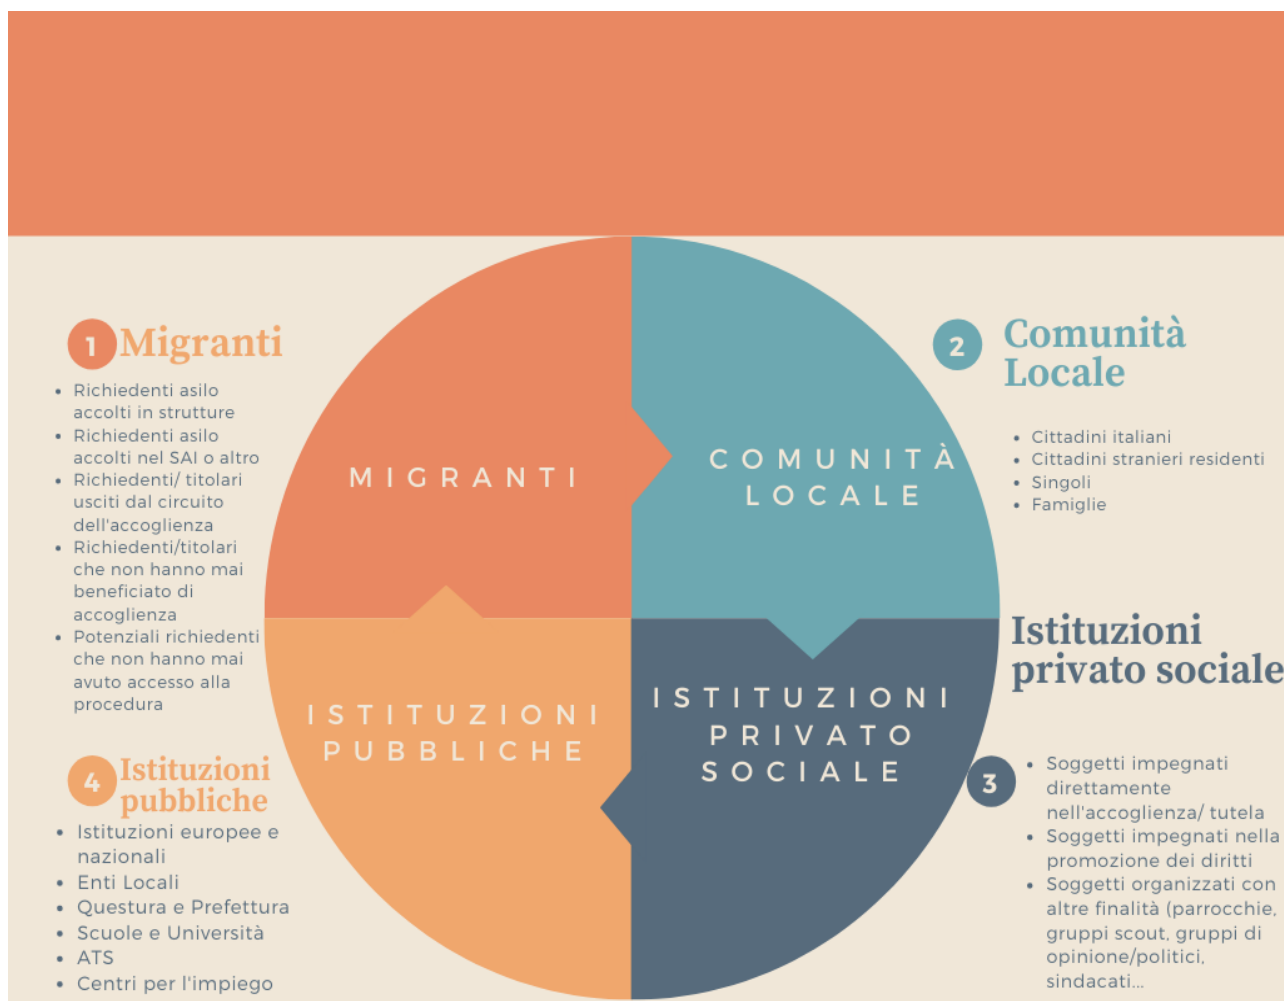 1 Migranti
• Richiedenti asilo
accolti in strutture
• Richiedenti asilo
accolti nel SAI o altro
• Richiedenti/ titolari
usciti dal circuito
dell'accoglienza
• Richiedenti/titolari
che non hanno mai
beneficiato di
accoglienza
• Potenziali richiedenti
che non hanno mai
avuto accesso alla
procedura
MIGRANTI
COMUNITÀ
LOCALE
2 Comunità
Locale
• Cittadini italiani
• Cittadini stranieri residenti
• Singoli
• Famiglie
4 Istituzioni
pubbliche
• Istituzioni europee e
nazionali
• Enti Locali
• Questura e Prefettura
• Scuole e Università
• ATS
• Centri per l'impiego
ISTITUZIONI
PUBBLICHE
ISTITUZIONI
PRIVATO
SOCIALE
Istituzioni
privato sociale
3
• Soggetti impegnati
direttamente
nell'accoglienza/ tutela
• Soggetti impegnati nella
promozione dei diritti
• Soggetti organizzati con
altre finalità (parrocchie,
gruppi scout, gruppi di
opinione/politici,
sindacati...